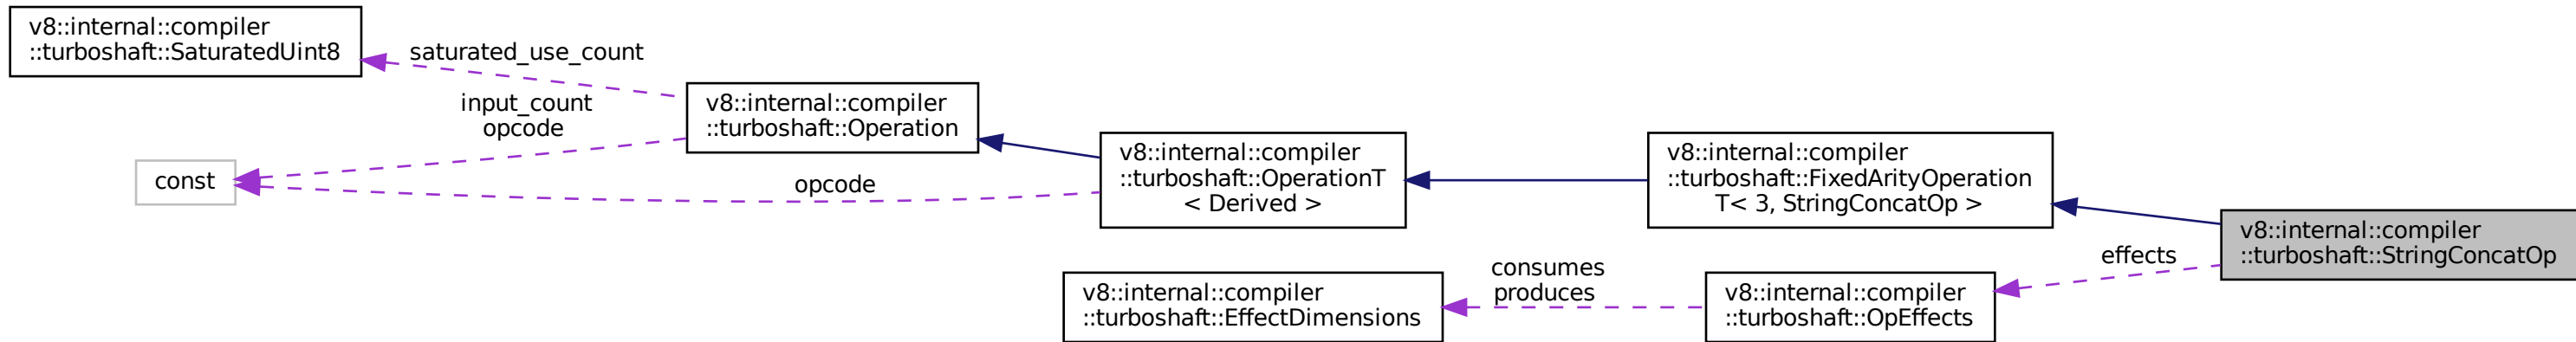 v8::internal::compiler
::turboshaft::SaturatedUint8
saturated_use_count
input_count
opcode
v8::internal::compiler
::turboshaft::Operation
const
opcode
v8::internal::compiler
::turboshaft::OperationT
< Derived >
v8::internal::compiler
::turboshaft::FixedArityOperation
T< 3, StringConcatOp >
v8::internal::compiler
::turboshaft::StringConcatOp
effects
consumes
produces
v8::internal::compiler
::turboshaft::EffectDimensions
v8::internal::compiler
::turboshaft::OpEffects